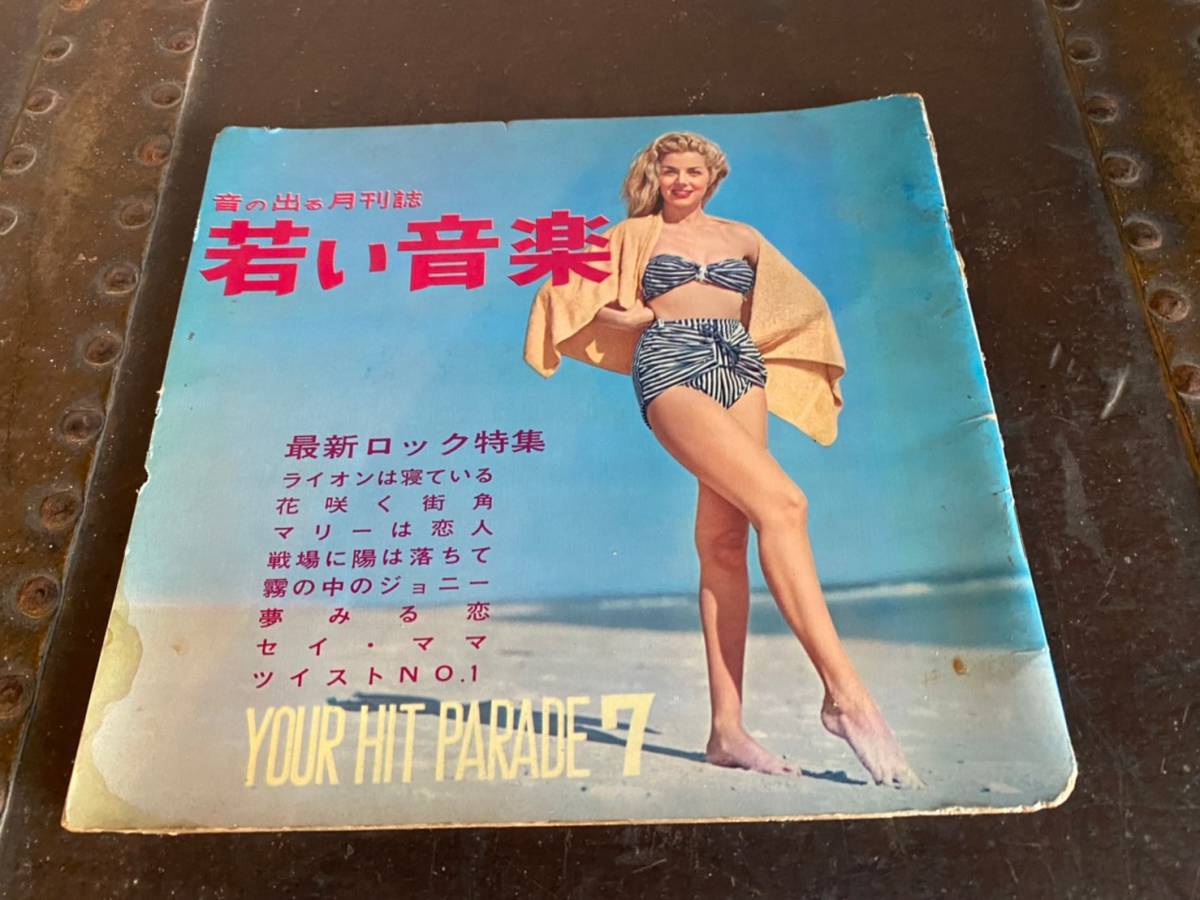 音の出る月刊誌
若い音楽
最新ロック特集
ライオンは寝ている
花咲く街角
マリーは恋人
戦場に陽は落ちて
霧の中のジョニー
夢みる恋
セイ・ママ
ツイストNO.1
YOUR HIT PARADE 7